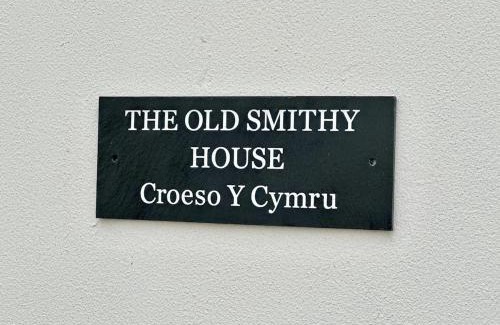 THE OLD SMITHY
HOUSE
Croeso Y Cymru